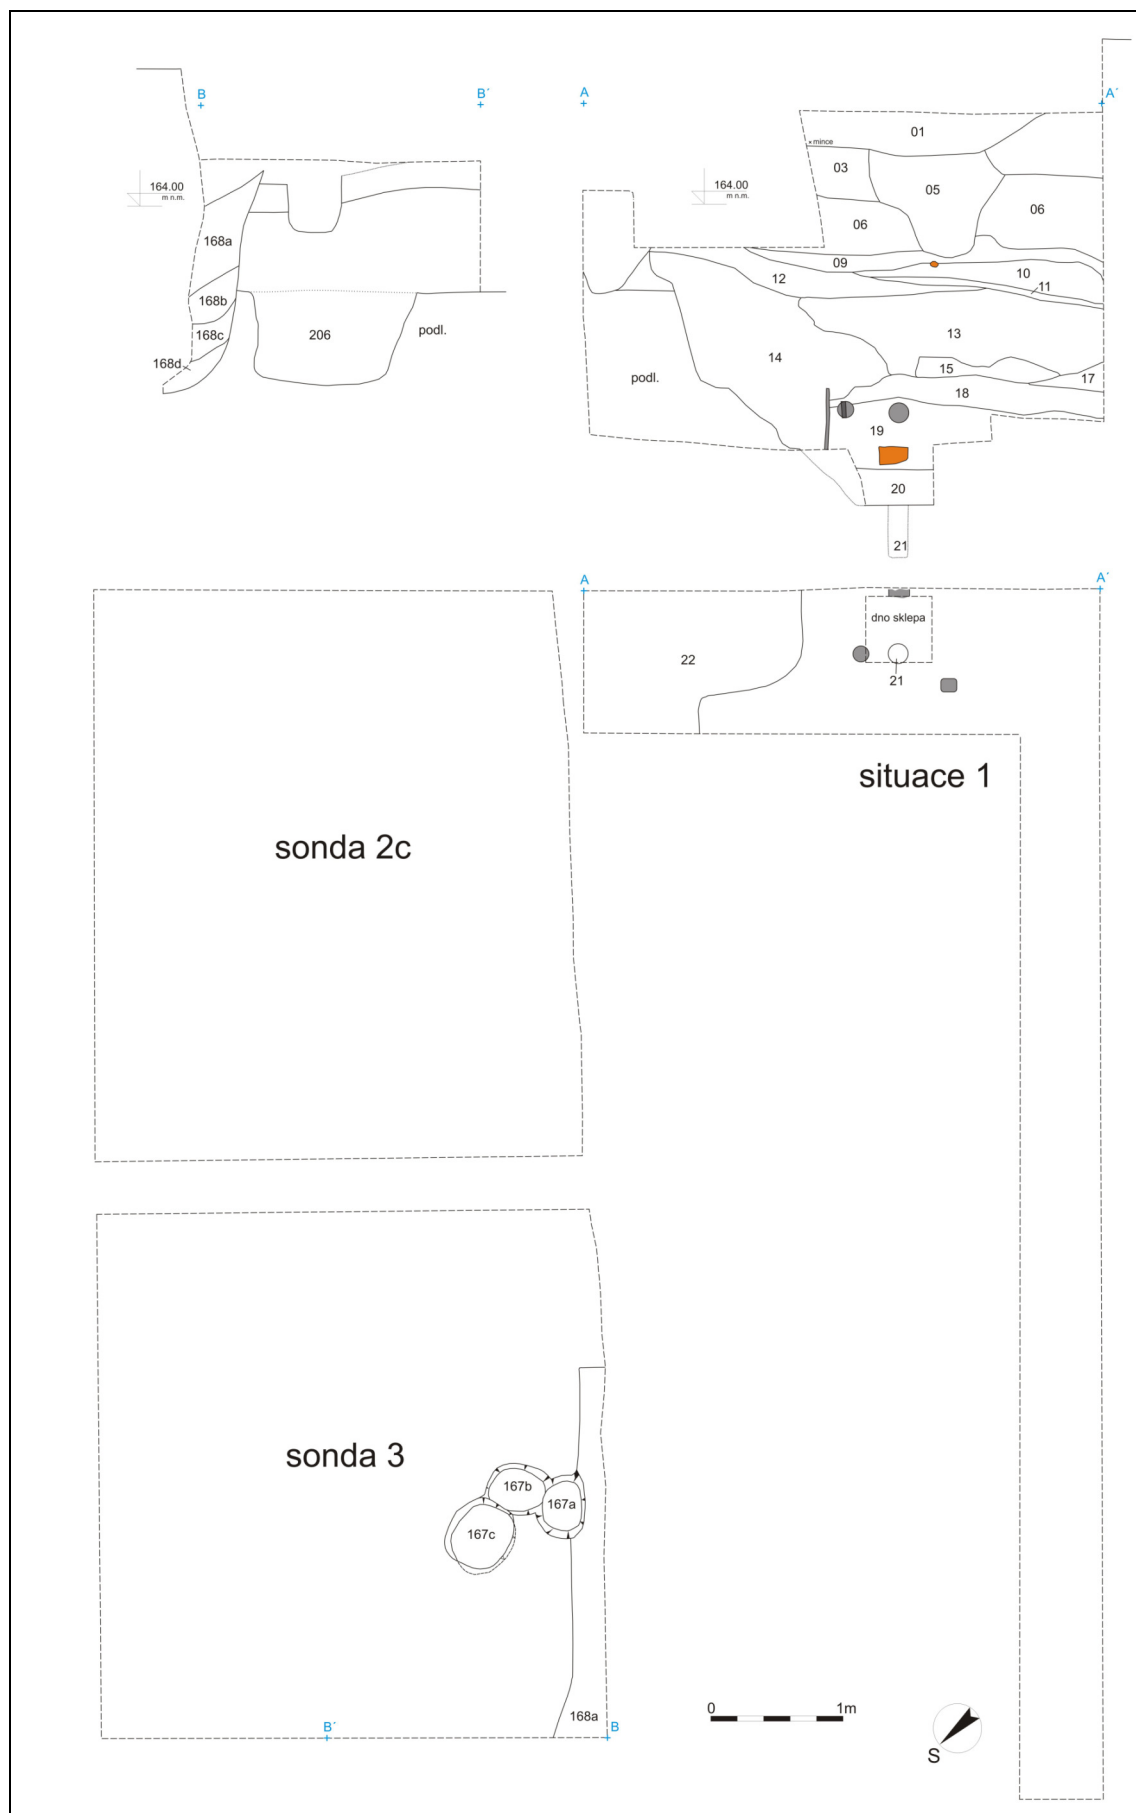 B
B´
A
A´
01
× mince
03
05
06
06
164.00
m n.m.
164.00
m n.m.
168a
09
10
11
12
168b
168c
206
podl.
13
168d
14
podl.
15
17
18
19
20
21
A
A´
dno sklepa
22
21
situace 1
sonda 2c
sonda 3
167b
167a
167c
168a
B´
B
0
1m
S